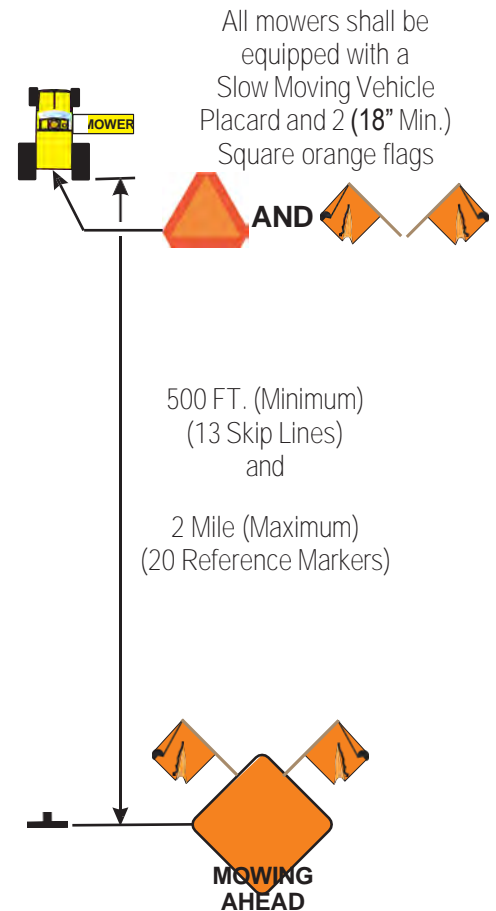 All mowers shall be
equipped with a
Slow Moving Vehicle
Placard and 2 (18” Min.)
Square orange flags
MOWER
AND
500 FT. (Minimum)
(13 Skip Lines)
and
2 Mile (Maximum)
(20 Reference Markers)
MOWING
AHEAD